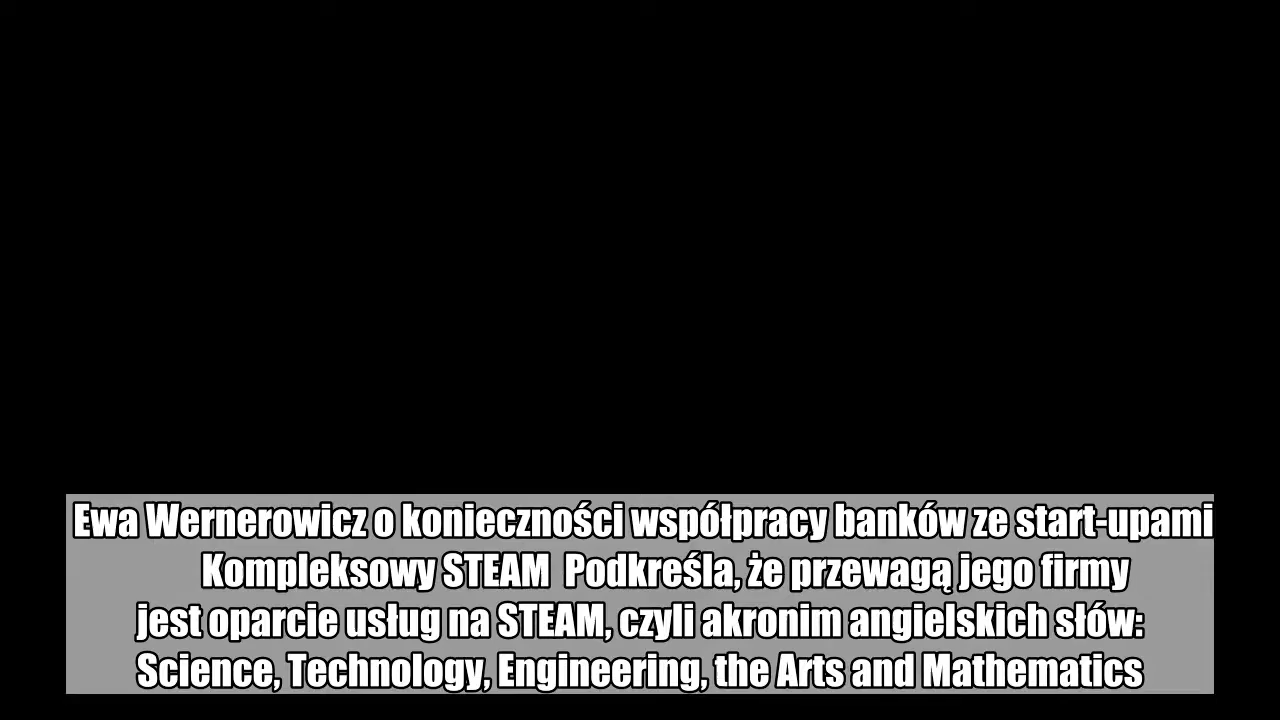 Ewa Wernerowicz o konieczności współpracy banków ze start-upami
Kompleksowy STEAM  Podkreśla, że przewagą jego firmy
jest oparcie usług na STEAM, czyli akronim angielskich słów:
Science, Technology, Engineering, the Arts and Mathematics